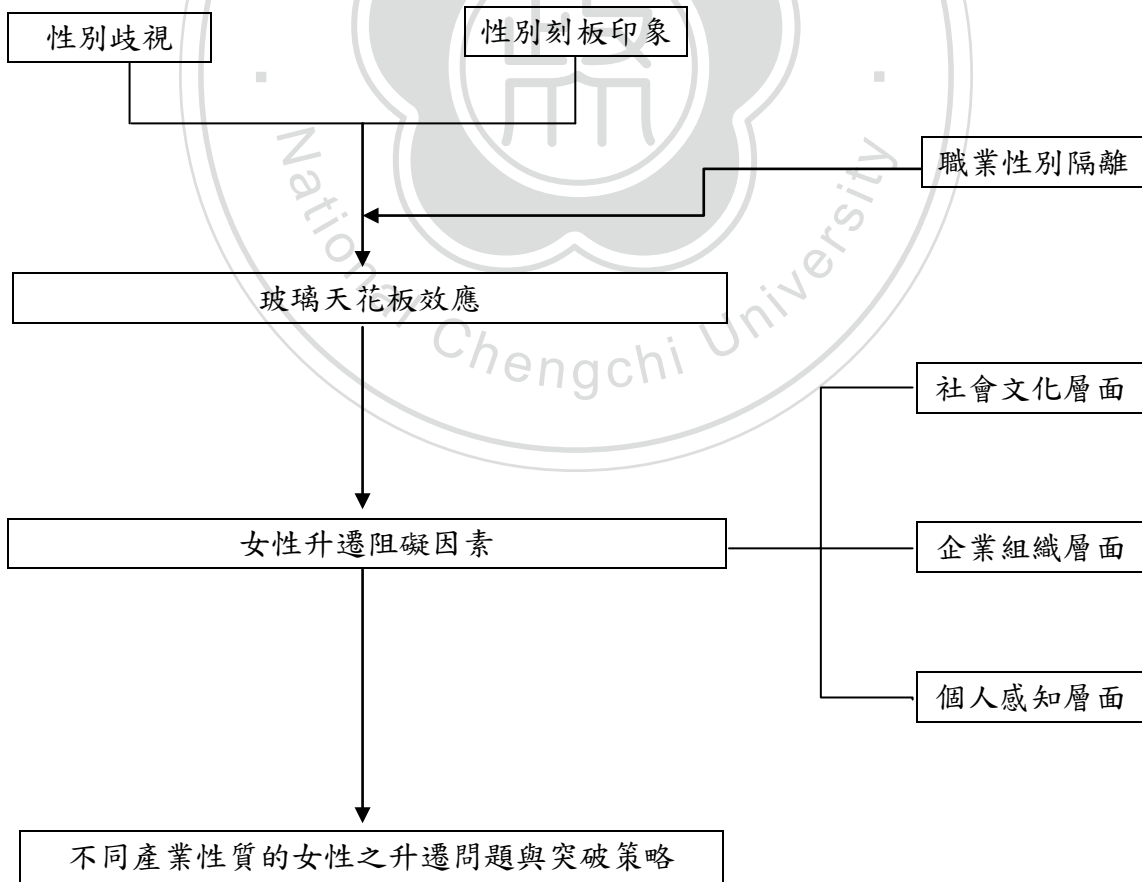 性別歧視
性別刻板印象
職業性別隔離
玻璃天花板效應
社會文化層面
女性升遷阻礙因素
企業組織層面
個人感知層面
不同產業性質的女性之升遷問題與突破策略
National Chengchi University